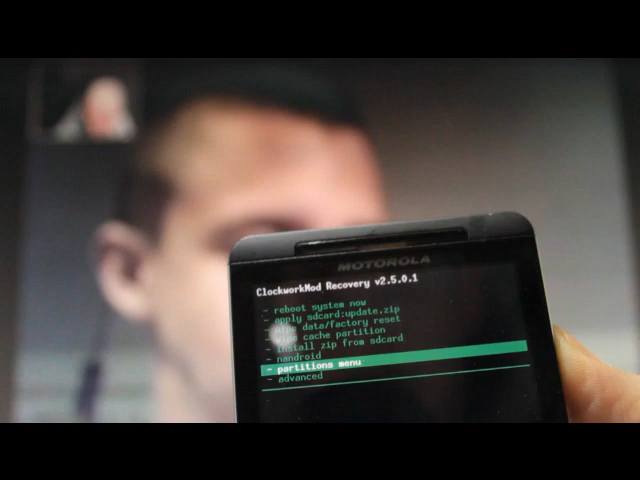 MOTOROLA
ClockworkMod Recovery v2.5.0.1
- reboot system now
- apply sdcard:update.zip
- wipe data/factory reset
- wipe cache partition
- install zip from sdcard
- nandroid
- partitions menu
- advanced